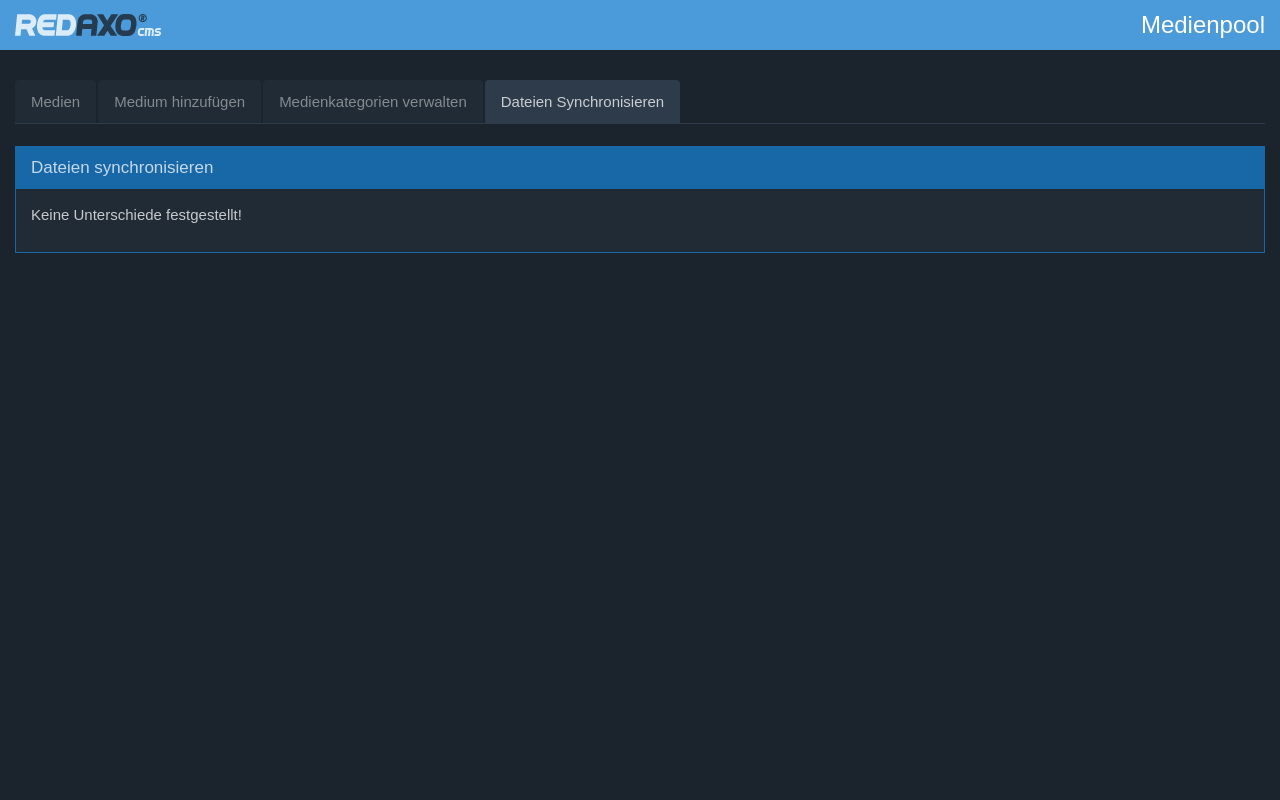 REDAXO® cms
Medienpool
Medien
Medium hinzufügen
Medienkategorien verwalten
Dateien Synchronisieren
Dateien synchronisieren
Keine Unterschiede festgestellt!